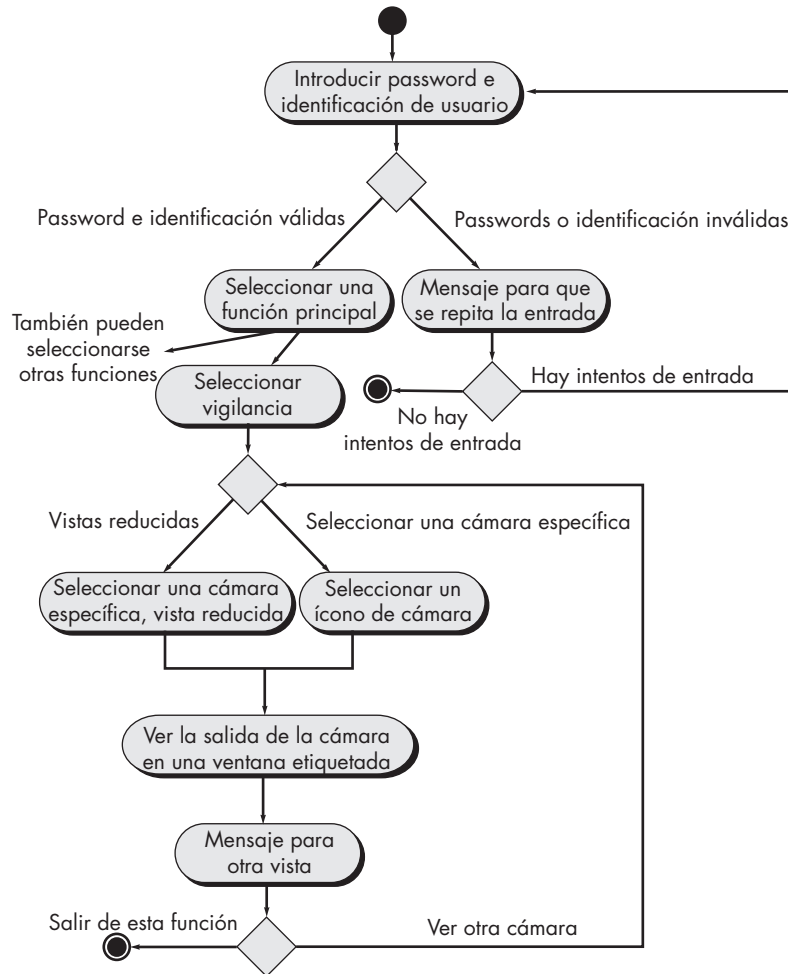 Introducir password e
identificación de usuario
Password e identificación válidas
Passwords o identificación inválidas
Seleccionar una
función principal
Mensaje para que
se repita la entrada
También pueden
seleccionarse
otras funciones
Seleccionar
vigilancia
Hay intentos de entrada
No hay
intentos de entrada
Vistas reducidas
Seleccionar una cámara específica
Seleccionar una cámara
específica, vista reducida
Seleccionar un
ícono de cámara
Ver la salida de la cámara
en una ventana etiquetada
Mensaje para
otra vista
Salir de esta función
Ver otra cámara